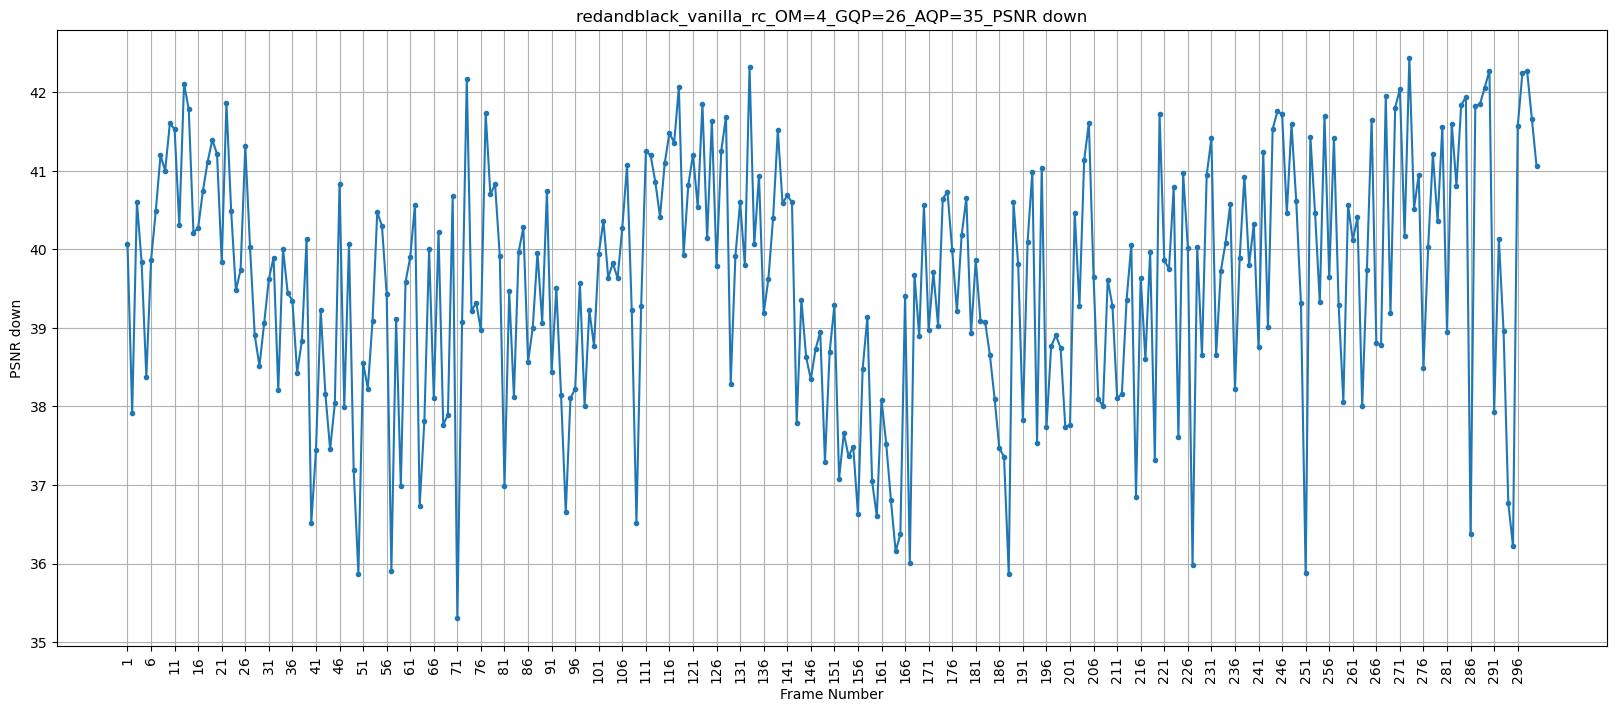 redandblack_vanilla_rc_OM=4_GQP=26_AQP=35_PSNR down
PSNR down
42
41
40
39
38
37
36
35
1 6 11 16 21 26 31 36 41 46 51 56 61 66 71 76 81 86 91 96 101 106 111 116 121 126 131 136 141 146 151 156 161 166 171 176 181 186 191 196 201 206 211 216 221 226 231 236 241 246 251 256 261 266 271 276 281 286 291 296
Frame Number